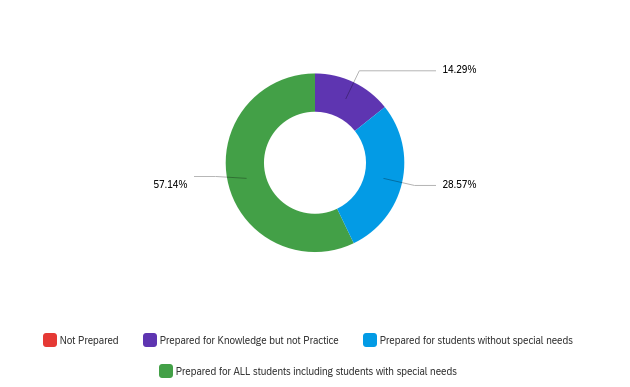 14.29%
57.14%
28.57%
Not Prepared Prepared for Knowledge but not Practice Prepared for students without special needs
Prepared for ALL students including students with special needs